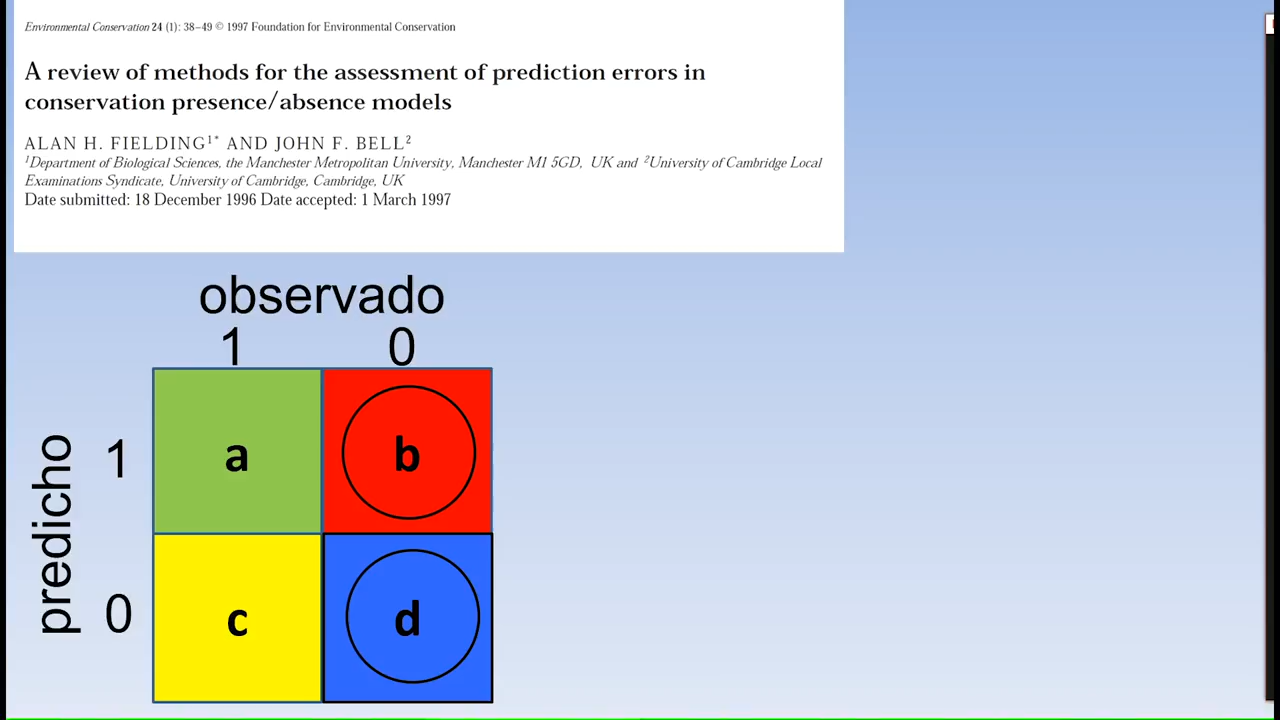 Environmental Conservation 24 (1): 38–49 © 1997 Foundation for Environmental Conservation
A review of methods for the assessment of prediction errors in
conservation presence/absence models
ALAN H. FIELDING1* AND JOHN F. BELL2
1Department of Biological Sciences, the Manchester Metropolitan University, Manchester M1 5GD, UK and 2University of Cambridge Local
Examinations Syndicate, University of Cambridge, Cambridge, UK
Date submitted: 18 December 1996 Date accepted: 1 March 1997
observado
1 0
predicho
1 a b
0 c d